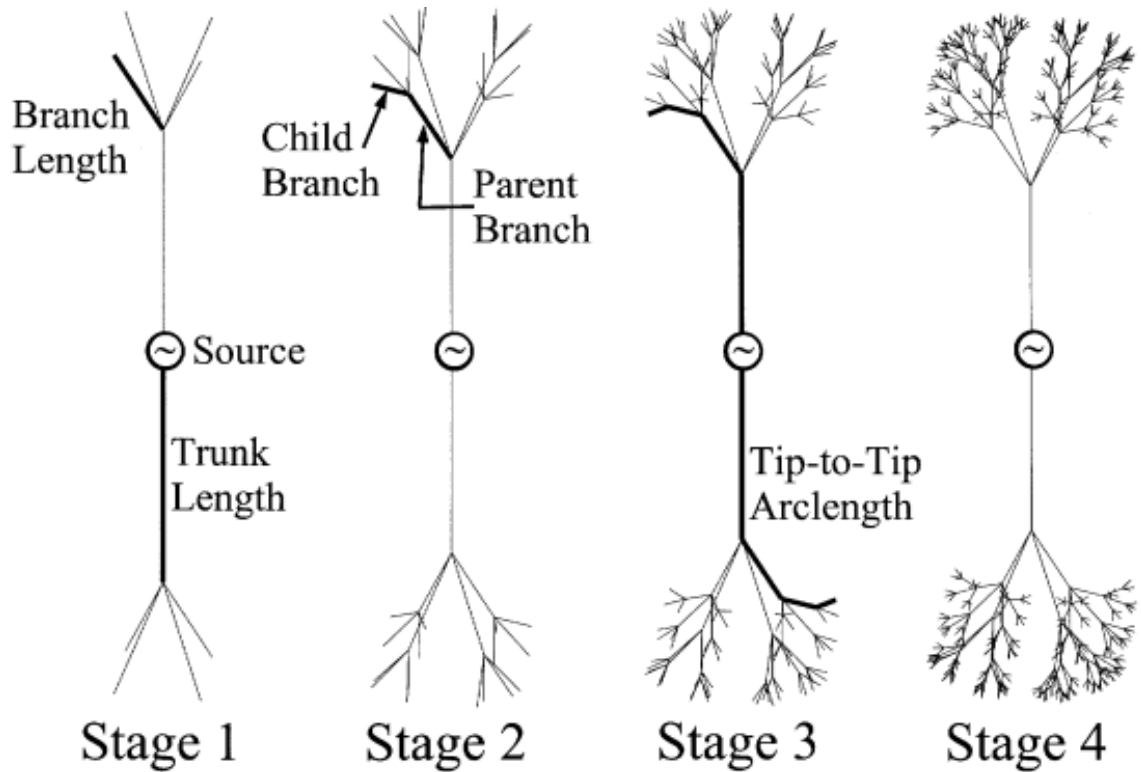 Branch
Length
Child
Branch
Parent
Branch
~ Source
~
~
~
Trunk
Length
Tip-to-Tip
Arclength
Stage 1
Stage 2
Stage 3
Stage 4